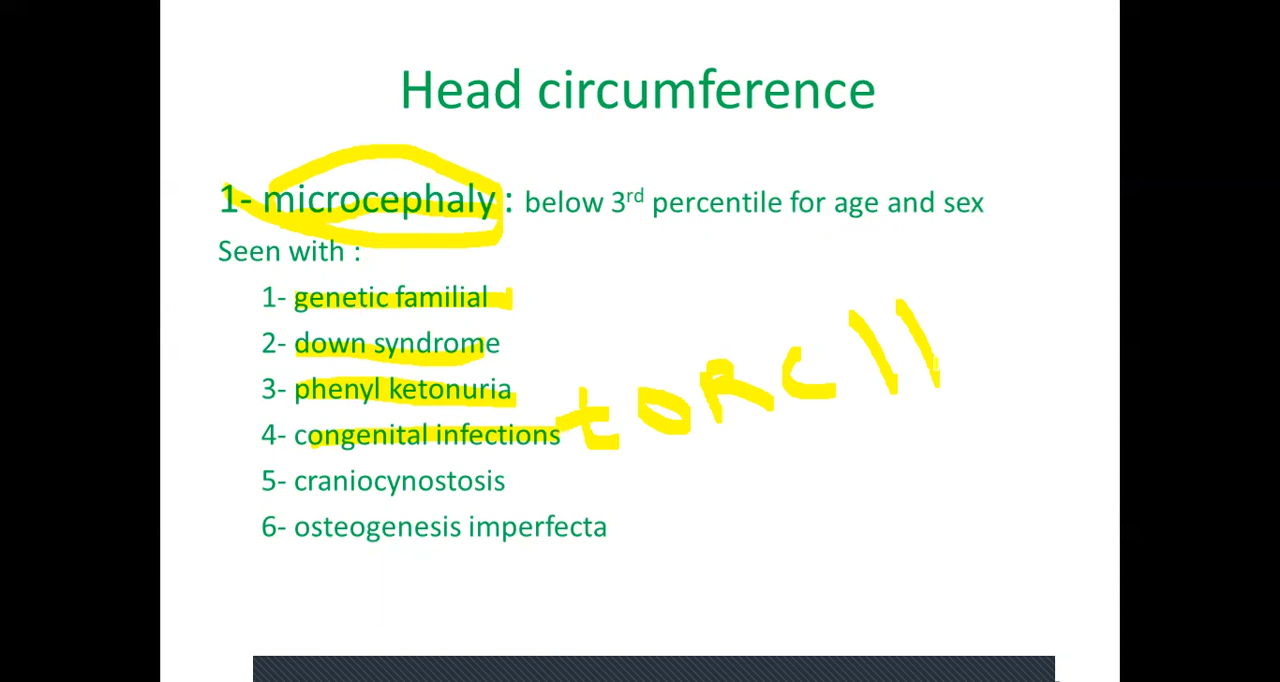 Head circumference
1- microcephaly : below 3rd percentile for age and sex
Seen with :
1- genetic familial
2- down syndrome
3- phenyl ketonuria
4- congenital infections
tORC
5- craniocynostosis
6- osteogenesis imperfecta